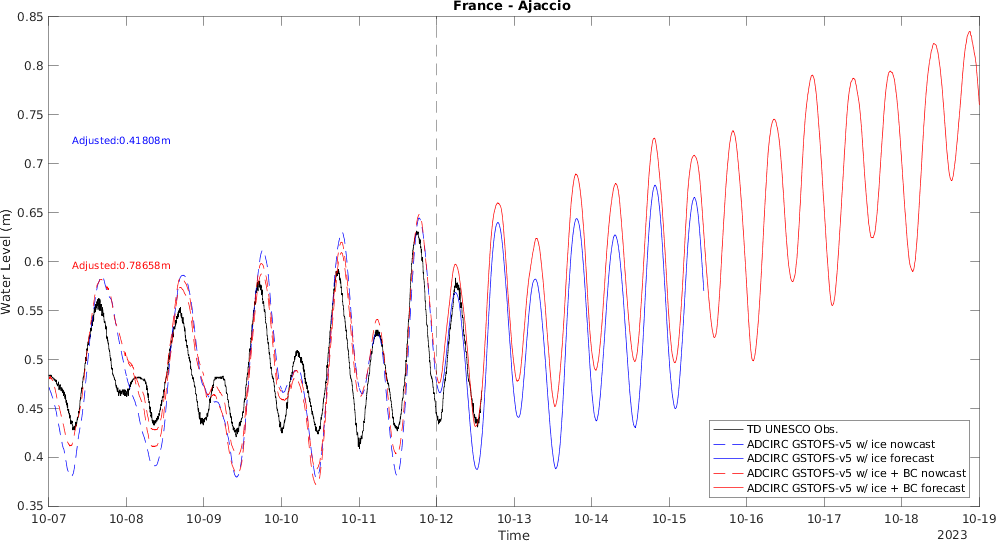 France - Ajaccio
Water Level (m)
0.85
0.8
0.75
0.7
0.65
0.6
0.55
0.5
0.45
0.4
0.35
Adjusted:0.41808m
Adjusted:0.78658m
TD UNESCO Obs.
ADCIRC GSTOFS-v5 w/ ice nowcast
ADCIRC GSTOFS-v5 w/ ice forecast
ADCIRC GSTOFS-v5 w/ ice + BC nowcast
ADCIRC GSTOFS-v5 w/ ice + BC forecast
10-07 10-08 10-09 10-10 10-11 10-12 10-13 10-14 10-15 10-16 10-17 10-18 10-19
Time
2023